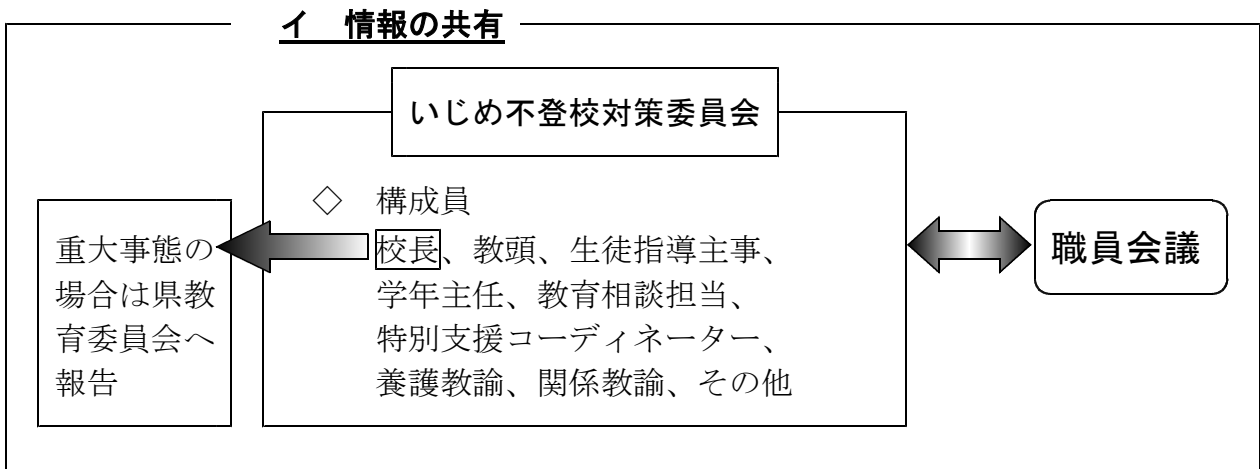 イ　情報の共有
いじめ不登校対策委員会
◇　構成員
校長、教頭、生徒指導主事、
学年主任、教育相談担当、
特別支援コーディネーター、
養護教諭、関係教諭、その他
重大事態の
場合は県教
育委員会へ
報告
職員会議